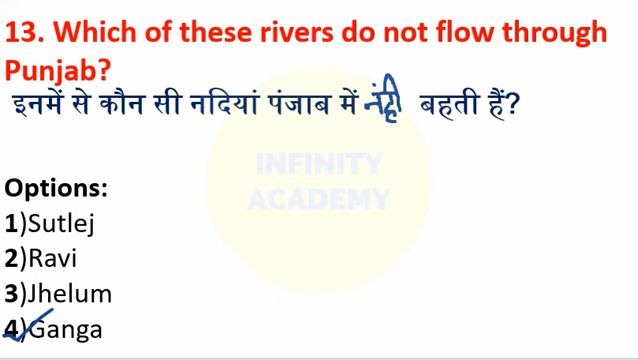 13. Which of these rivers do not flow through
Punjab?
इनमें से कौन सी नदियां पंजाब में नहीं बहती हैं?
INFINITY
ACADEMY
Options:
1)Sutlej
2)Ravi
3)Jhelum
4)Ganga